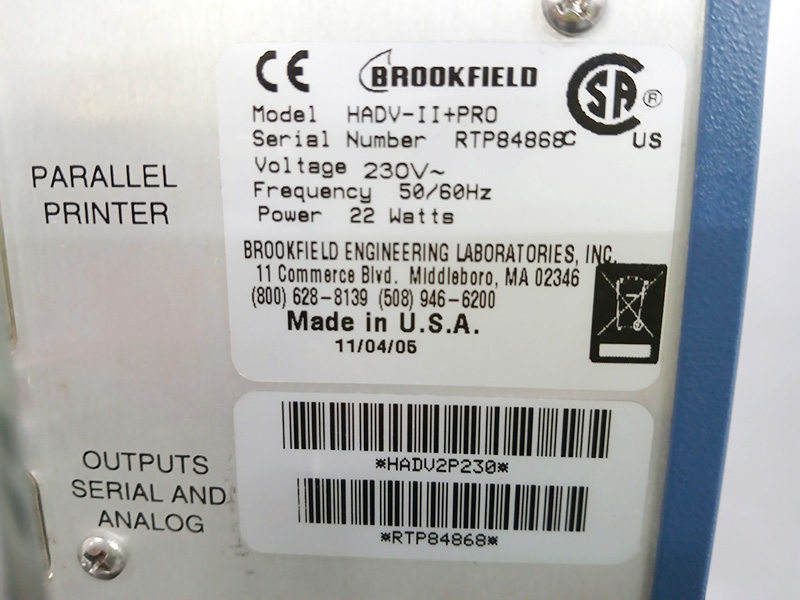 CE BROOKFIELD SA ®
Model HADV-II+PRO
Serial Number RTP84868C US
Voltage 230V~
Frequency 50/60Hz
Power 22 Watts
PARALLEL
PRINTER
BROOKFIELD ENGINEERING LABORATORIES, INC.
11 Commerce Blvd. Middleboro, MA 02346
(800) 628-8139 (508) 946-6200
Made in U.S.A.
11/04/05
OUTPUTS
SERIAL AND
ANALOG
*HADV2P230*
*RTP84868*